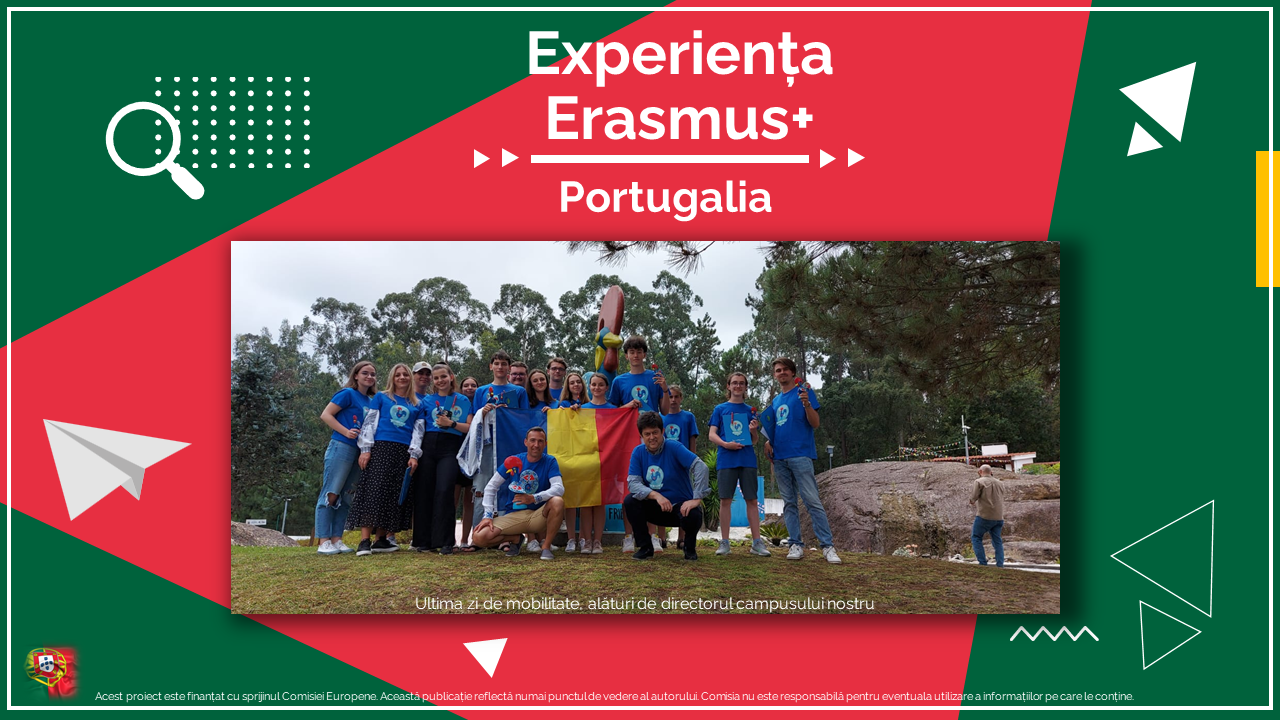 Experiența
Erasmus+
Portugalia
Ultima zi de mobilitate, alături de directorul campusului nostru
Acest proiect este finanțat cu sprijinul Comisiei Europene. Această publicație reflectă numai punctul de vedere al autorului. Comisia nu este responsabilă pentru eventuala utilizare a informațiilor pe care le conține.